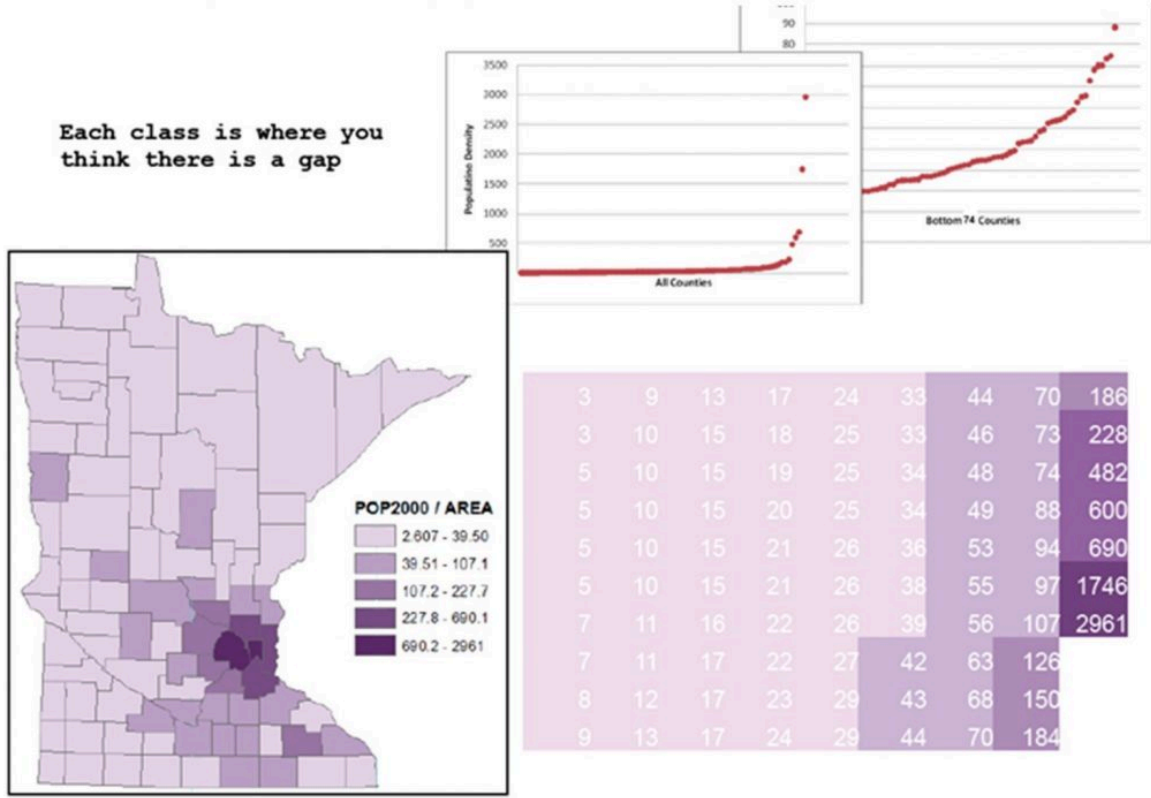 Each class is where you
think there is a gap
90
80
Bottom 74 Counties
3500
3000
2500
2000
1500
1000
500
Population Density
All Counties
POP2000 / AREA
2.607 - 39.50
39.51 - 107.1
107.2 - 227.7
227.8 - 690.1
690.2 - 2961
3 9 13 17 24 33 44 70 186
3 10 15 18 25 33 46 73 228
5 10 15 19 25 34 48 74 482
5 10 15 20 25 34 49 88 600
5 10 15 21 26 36 53 94 690
5 10 15 21 26 38 55 97 1746
7 11 16 22 26 39 56 107 2961
7 11 17 22 27 42 63 126
8 12 17 23 29 43 68 150
9 13 17 24 29 44 70 184